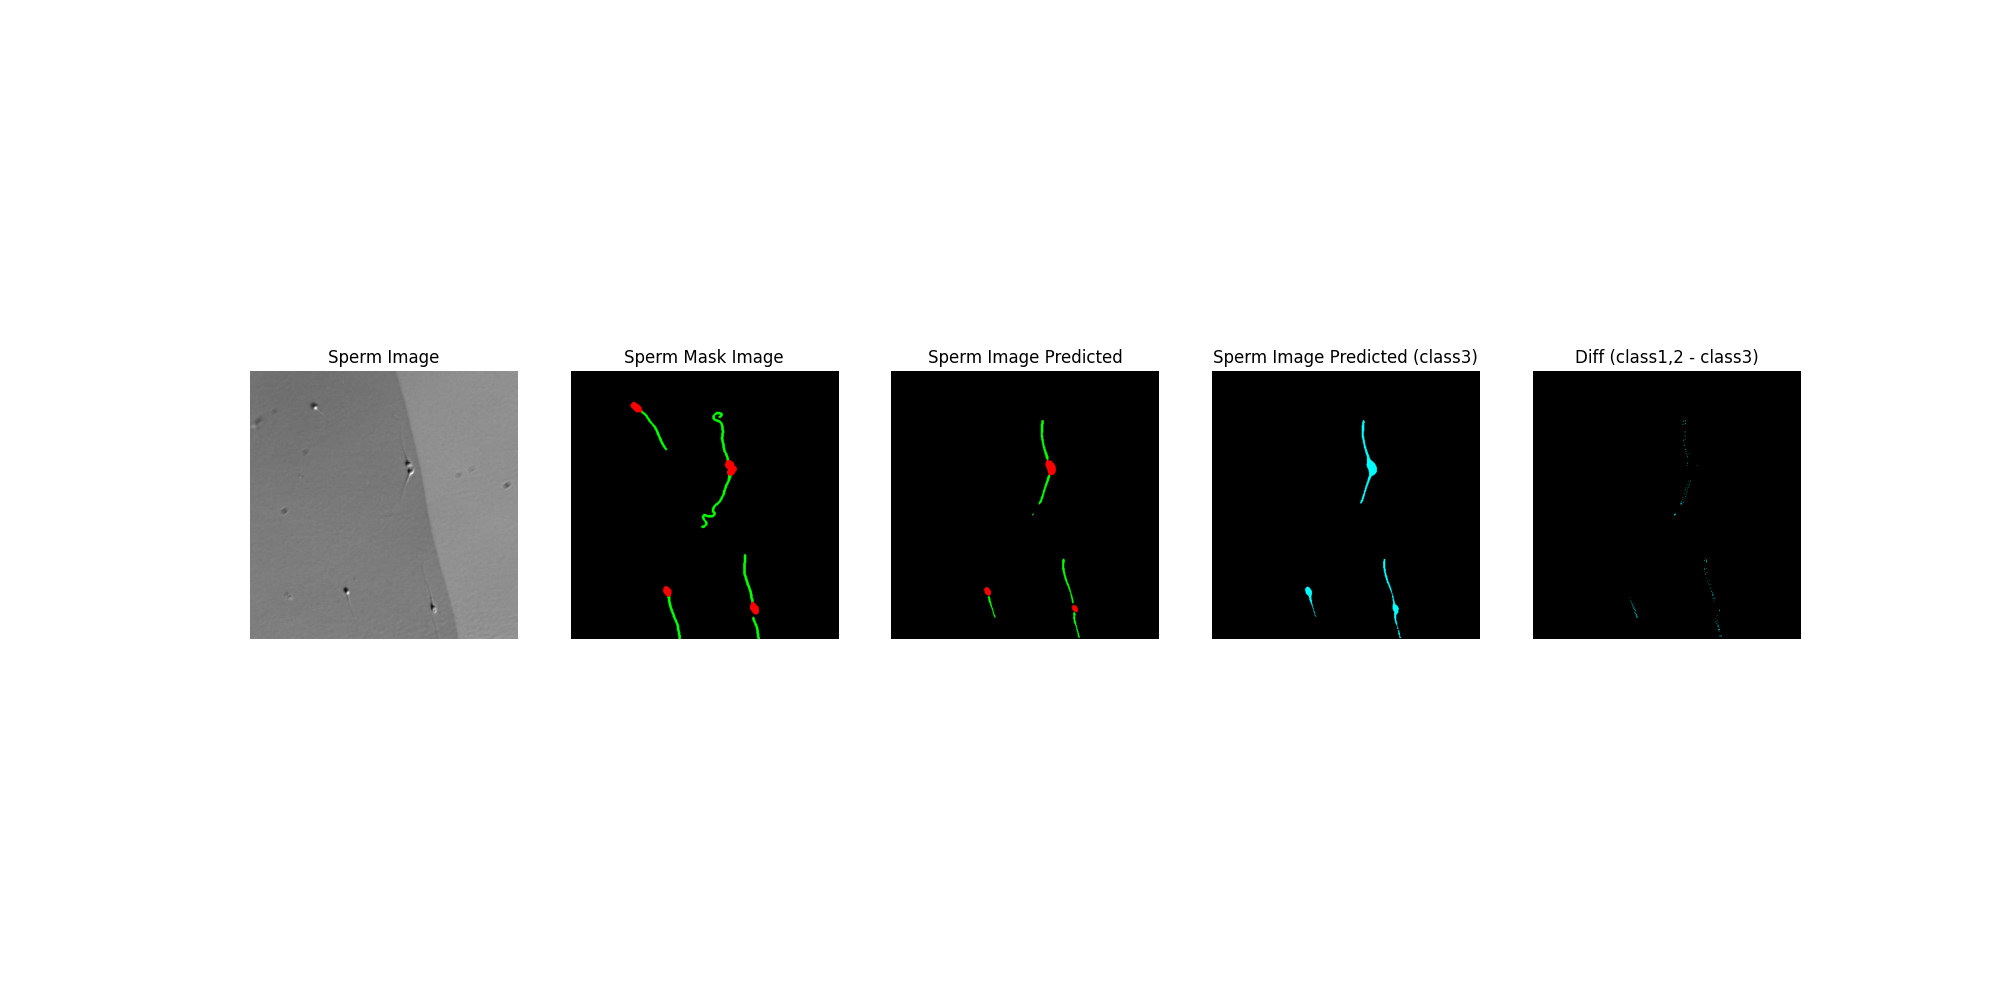 Sperm Image
Sperm Mask Image
Sperm Image Predicted
Sperm Image Predicted (class3)
Diff (class1,2 - class3)